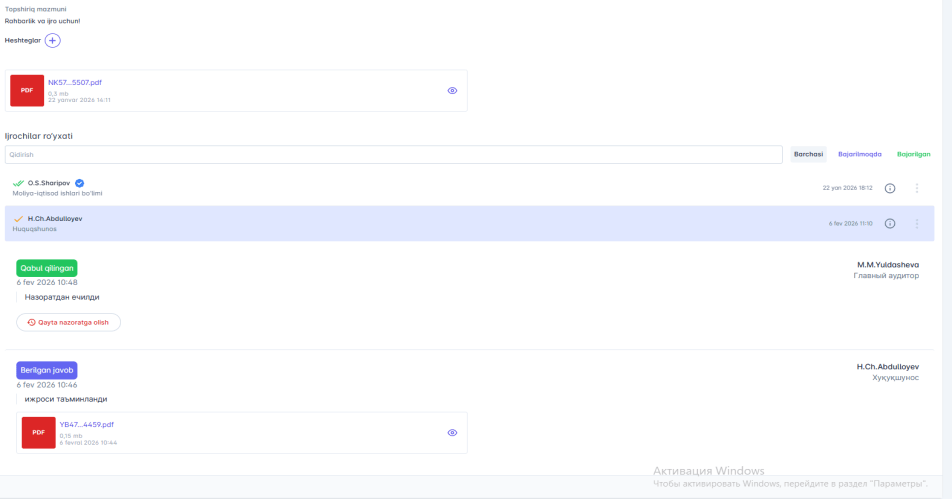 Topshiriq mazmuni
Rahbarlik va ijro uchun!
Heshteglar
PDF
NK57...5507.pdf
0,3 mb
22 yanvar 2026 14:11
Ijrochilar ro'yxati
Qidirish
Barchasi Bajarilmoqda Bajarilgan
O.S.Sharipov
Moliya-iqtisod ishlari bo'limi
22 yan 2026 18:12
H.Ch.Abdulloyev
Huquqshunos
6 fev 2026 11:10
Qabul qilingan
6 fev 2026 10:48
Назоратдан ечилди
M.M.Yuldasheva
Главный аудитор
Qayta nazoratga olish
Berilgan javob
6 fev 2026 10:46
ижроси таъминланди
H.Ch.Abdulloyev
Хуқуқшунос
PDF
YB47...4459.pdf
0,15 mb
6 fevral 2026 10:44
Активация Windows
Чтобы активировать Windows, перейдите в раздел "Параметры".